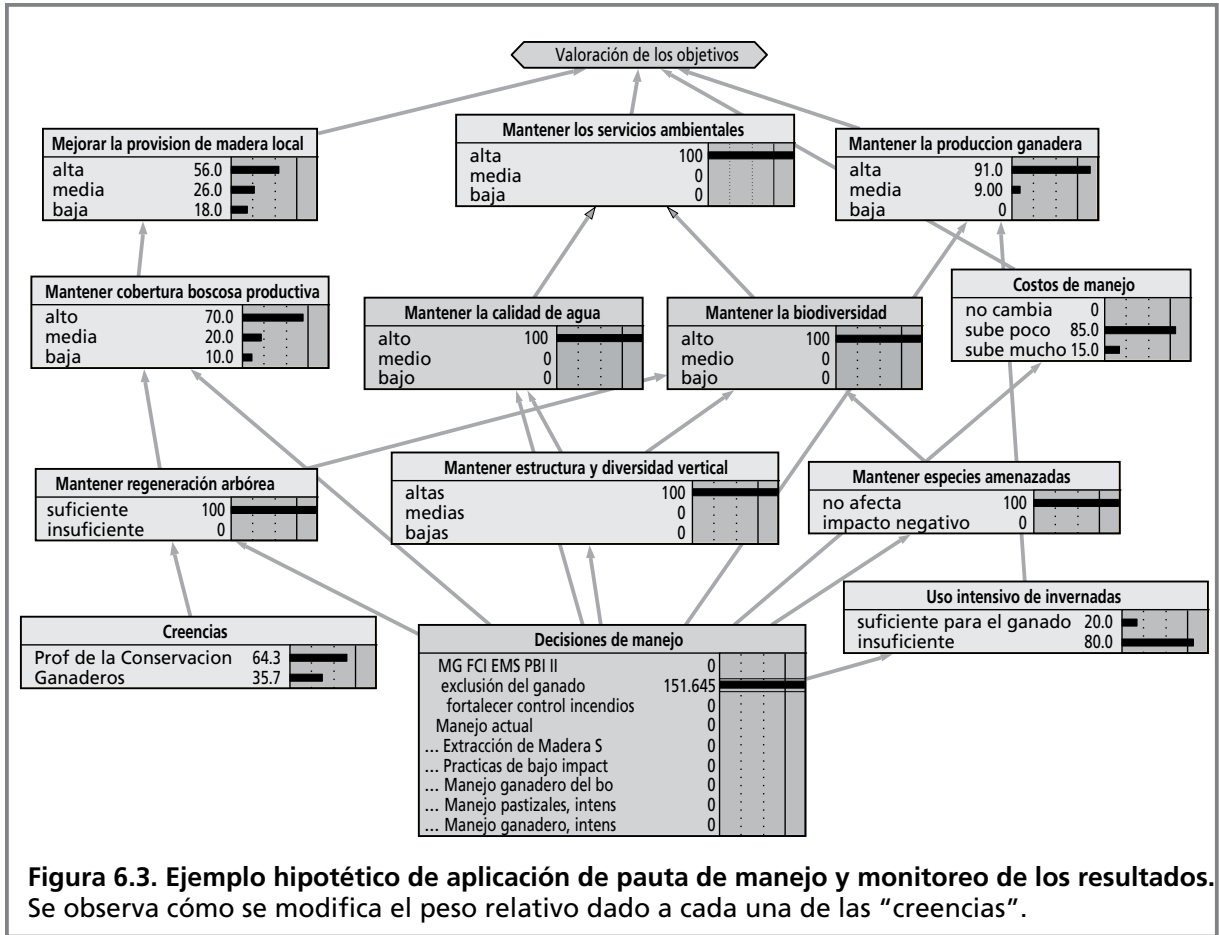 Valoración de los objetivos
Mejorar la provision de madera local
alta 56.0
media 26.0
baja 18.0
Mantener los servicios ambientales
alta 100
media 0
baja 0
Mantener la produccion ganadera
alta 91.0
media 9.00
baja 0
Mantener cobertura boscosa productiva
alto 70.0
media 20.0
baja 10.0
Mantener la calidad de agua
alto 100
medio 0
bajo 0
Mantener la biodiversidad
alto 100
medio 0
bajo 0
Costos de manejo
no cambia 0
sube poco 85.0
sube mucho 15.0
Mantener regeneración arbórea
suficiente 100
insuficiente 0
Mantener estructura y diversidad vertical
altas 100
medias 0
bajas 0
Mantener especies amenazadas
no afecta 100
impacto negativo 0
Creencias
Prof de la Conservacion 64.3
Ganaderos 35.7
Decisiones de manejo
MG FCI EMS PBI II 0
exclusión del ganado 151.645
fortalecer control incendios 0
Manejo actual 0
... Extracción de Madera S 0
... Practicas de bajo impact 0
... Manejo ganadero del bo 0
... Manejo pastizales, intens 0
... Manejo ganadero, intens 0
Uso intensivo de invernadas
suficiente para el ganado 20.0
insuficiente 80.0
Figura 6.3. Ejemplo hipotético de aplicación de pauta de manejo y monitoreo de los resultados.
Se observa cómo se modifica el peso relativo dado a cada una de las “creencias”.